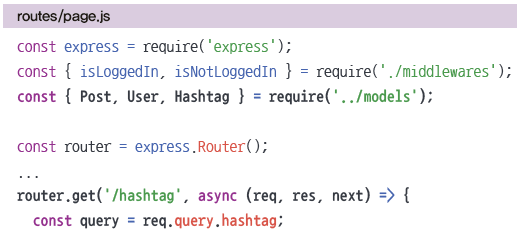 routes/page.js
const express = require('express');
const { isLoggedIn, isNotLoggedIn } = require('./middlewares');
const { Post, User, Hashtag } = require('../models');
const router = express.Router();
...
router.get('/hashtag', async (req, res, next) => {
  const query = req.query.hashtag;